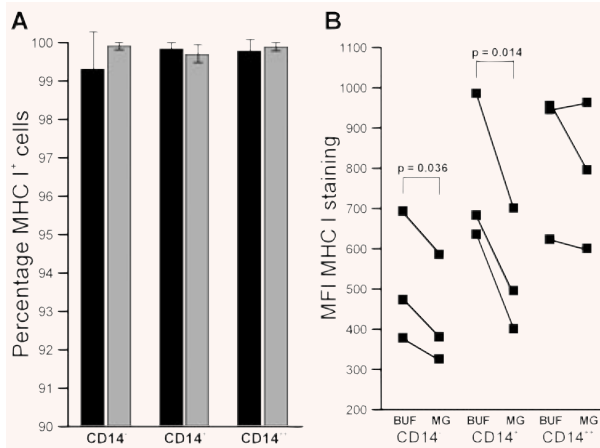 A
Percentage MHC I⁺ cells
100
99
98
97
96
95
94
93
92
91
90
CD14⁻
CD14⁺
CD14⁺⁺
B
MFI MHC I staining
1100
1000
900
800
700
600
500
400
300
200
p = 0.036
p = 0.014
BUF MG BUF MG BUF MG
CD14⁻ CD14⁺ CD14⁺⁺